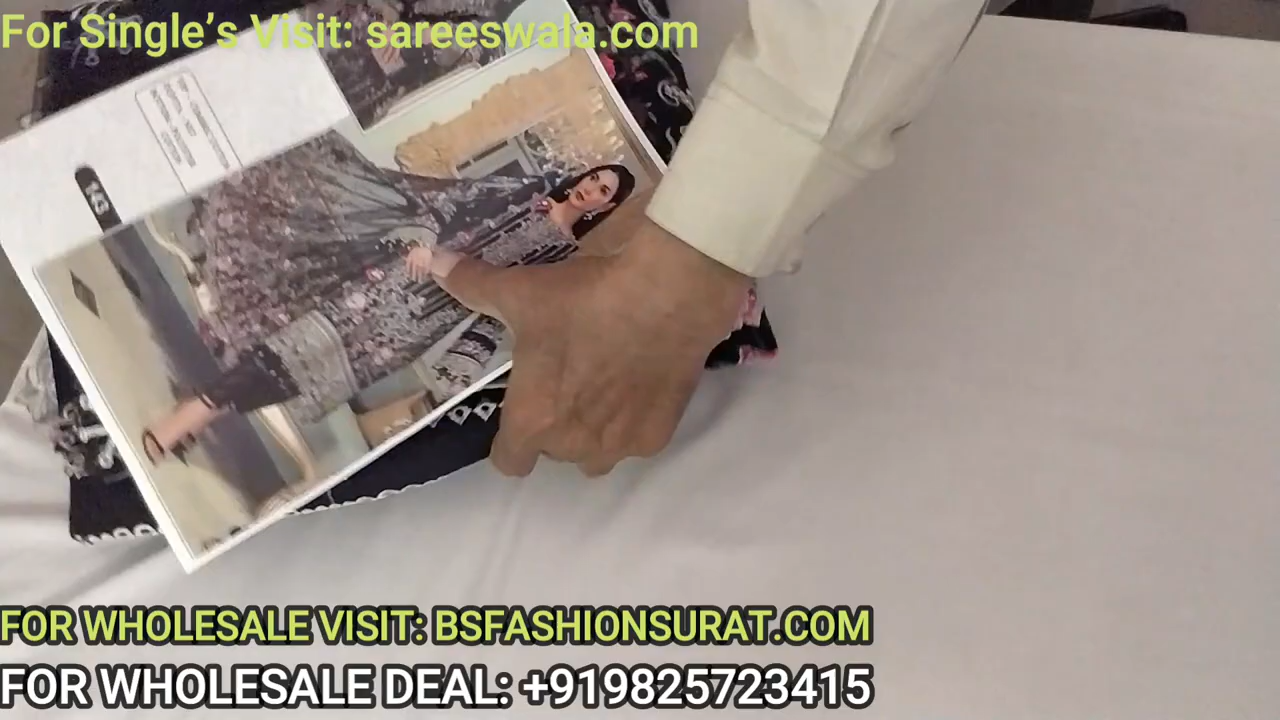 For Single’s Visit: sareeswala.com
FOR WHOLESALE VISIT: BSFASHIONSURAT.COM
FOR WHOLESALE DEAL: +919825723415